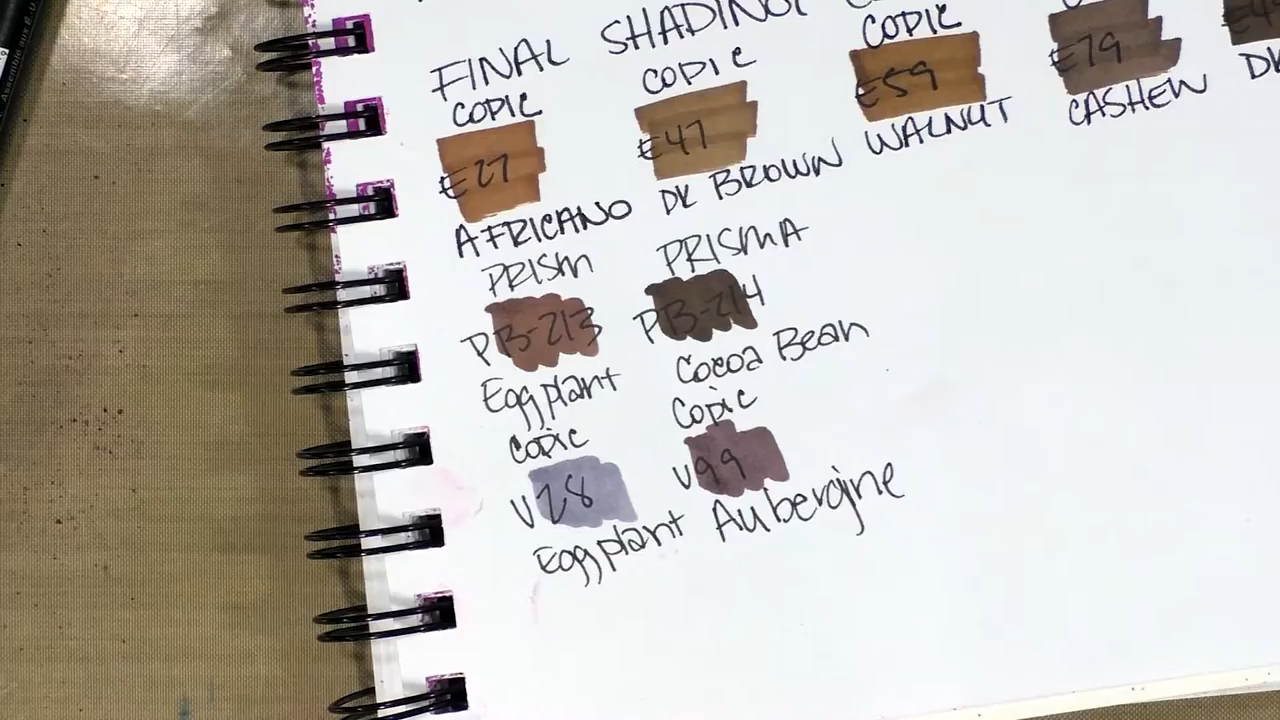 FINAL SHADING
COPIC COPIC COPIC
E27 E47 E59 E79
AFRICANO DK BROWN WALNUT CASHEW DK
PRISM PRISMA
PB-213 PB-214
Eggplant Cocoa Bean
Copic Copic
V28 V99
Eggplant Aubergine